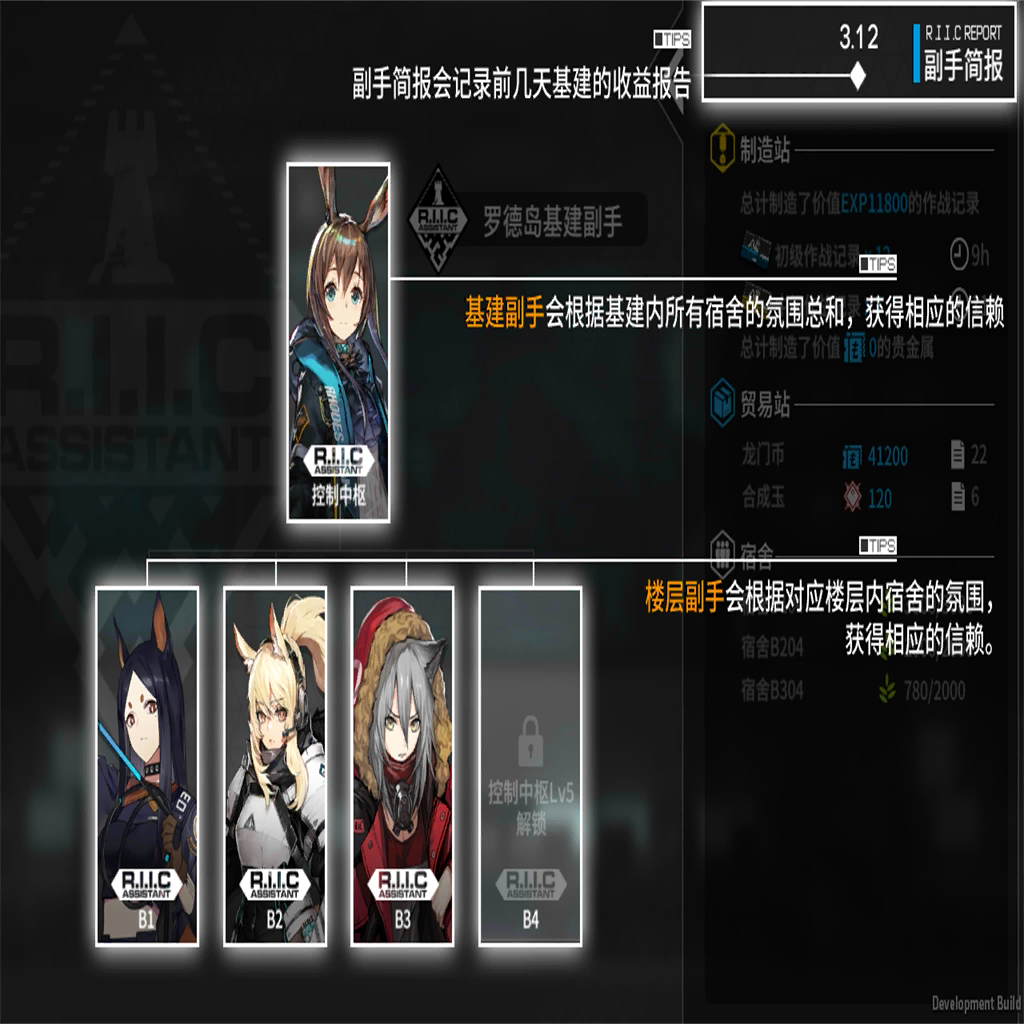 TIPS
副手简报会记录前几天基建的收益报告
3.12
R.I.I.C REPORT
副手简报
制造站
总计制造了价值EXP11800的作战记录
初级作战记录
9h
R.I.I.C
ASSISTANT
罗德岛基建副手
TIPS
基建副手会根据基建内所有宿舍的氛围总和，获得相应的信赖
总计制造了价值 0的贵金属
贸易站
龙门币 41200 22
合成玉 120 6
R.I.I.C
ASSISTANT
R.I.I.C
ASSISTANT
控制中枢
RHODES
TIPS
宿舍
楼层副手会根据对应楼层内宿舍的氛围，
获得相应的信赖。
宿舍B204
宿舍B304 780/2000
控制中枢Lv5
解锁
R.I.I.C
ASSISTANT
B1
R.I.I.C
ASSISTANT
B2
R.I.I.C
ASSISTANT
B3
R.I.I.C
ASSISTANT
B4
Development Build